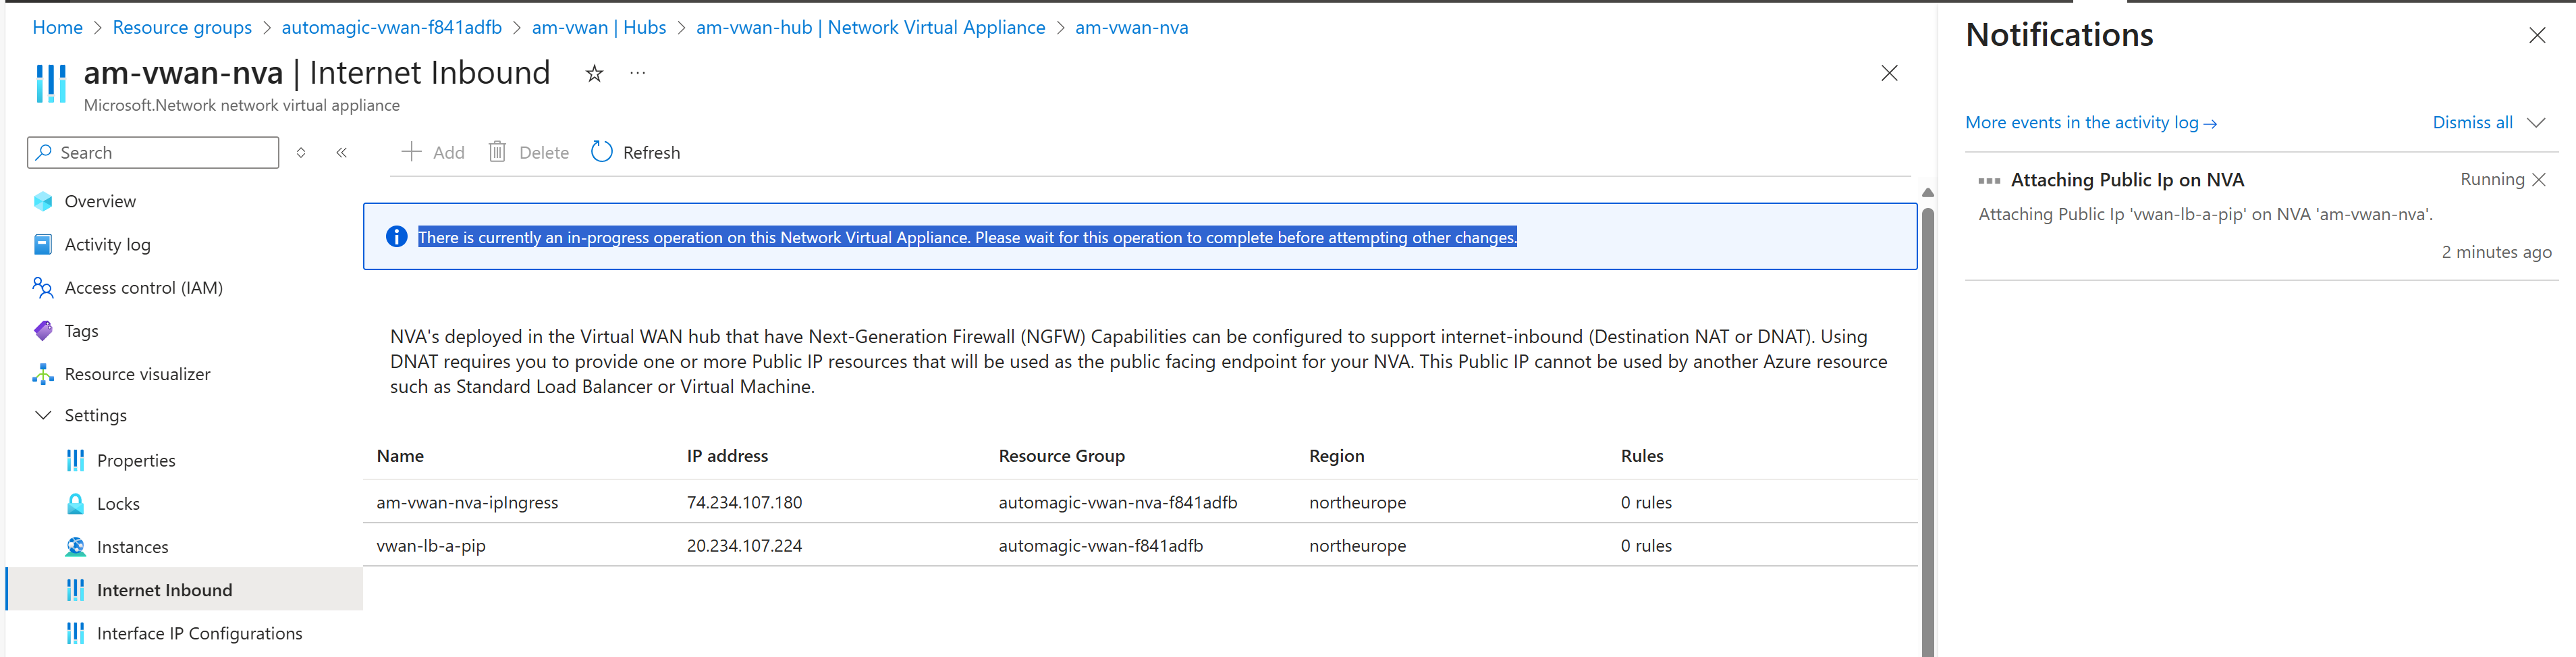 Home > Resource groups > automagic-vwan-f841adfb > am-vwan | Hubs > am-vwan-hub | Network Virtual Appliance > am-vwan-nva
am-vwan-nva | Internet Inbound
Microsoft.Network network virtual appliance
Search
Add Delete Refresh
Overview
Activity log
Access control (IAM)
Tags
Resource visualizer
Settings
Properties
Locks
Instances
Internet Inbound
Interface IP Configurations
There is currently an in-progress operation on this Network Virtual Appliance. Please wait for this operation to complete before attempting other changes.
NVA's deployed in the Virtual WAN hub that have Next-Generation Firewall (NGFW) Capabilities can be configured to support internet-inbound (Destination NAT or DNAT). Using
DNAT requires you to provide one or more Public IP resources that will be used as the public facing endpoint for your NVA. This Public IP cannot be used by another Azure resource
such as Standard Load Balancer or Virtual Machine.
Name IP address Resource Group Region Rules
am-vwan-nva-ipIngress 74.234.107.180 automagic-vwan-nva-f841adfb northeurope 0 rules
vwan-lb-a-pip 20.234.107.224 automagic-vwan-f841adfb northeurope 0 rules
Notifications
More events in the activity log → Dismiss all
Attaching Public Ip on NVA Running
Attaching Public Ip 'vwan-lb-a-pip' on NVA 'am-vwan-nva'.
2 minutes ago